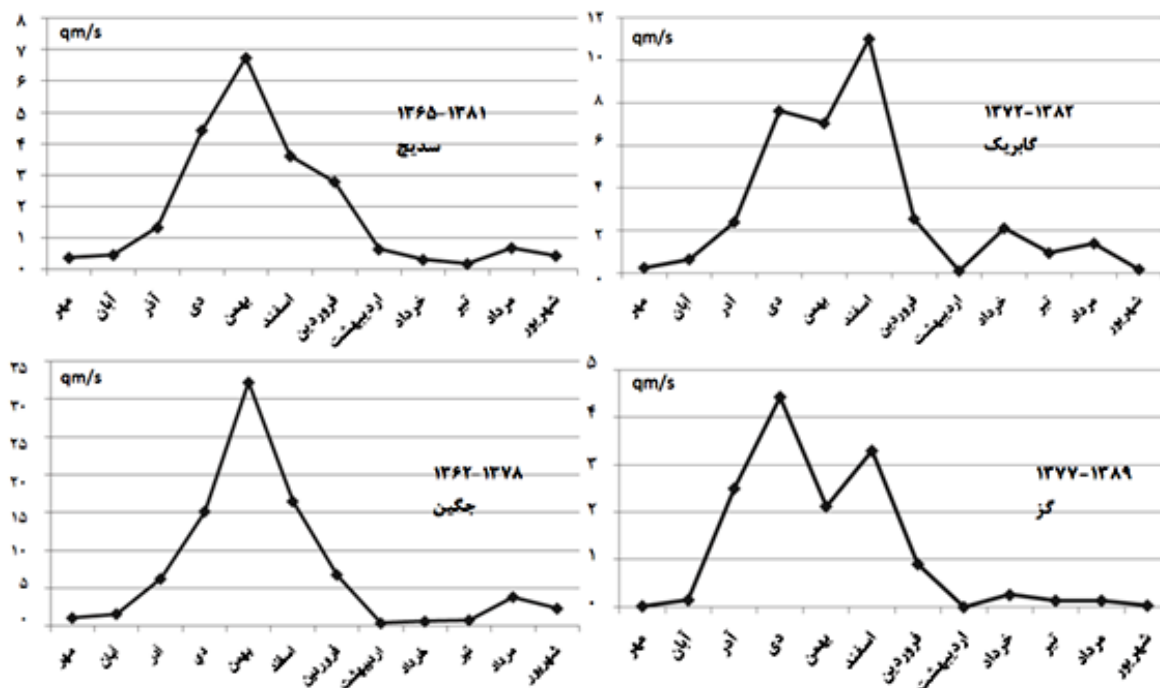 qm/s
۸
۷
۶
۵
۴
۳
۲
۱
۰
۱۳۶۵-۱۳۸۱
سدیچ
مهر آبان آذر دی بهمن اسفند فروردین اردیبهشت خرداد تیر مرداد شهریور
qm/s
۱۲
۱۰
۸
۶
۴
۲
۰
۱۳۷۲-۱۳۸۲
گابریک
مهر آبان آذر دی بهمن اسفند فروردین اردیبهشت خرداد تیر مرداد شهریور
qm/s
۳۵
۳۰
۲۵
۲۰
۱۵
۱۰
۵
۰
۱۳۶۲-۱۳۷۸
جگین
مهر ابان اذر دی بهمن اسفند فروردین اردیبهشت خرداد تیر مرداد شهریور
qm/s
۵
۴
۳
۲
۱
۰
۱۳۷۷-۱۳۸۹
گز
مهر آبان آذر دی بهمن اسفند فروردین اردیبهشت خرداد تیر مرداد شهریور